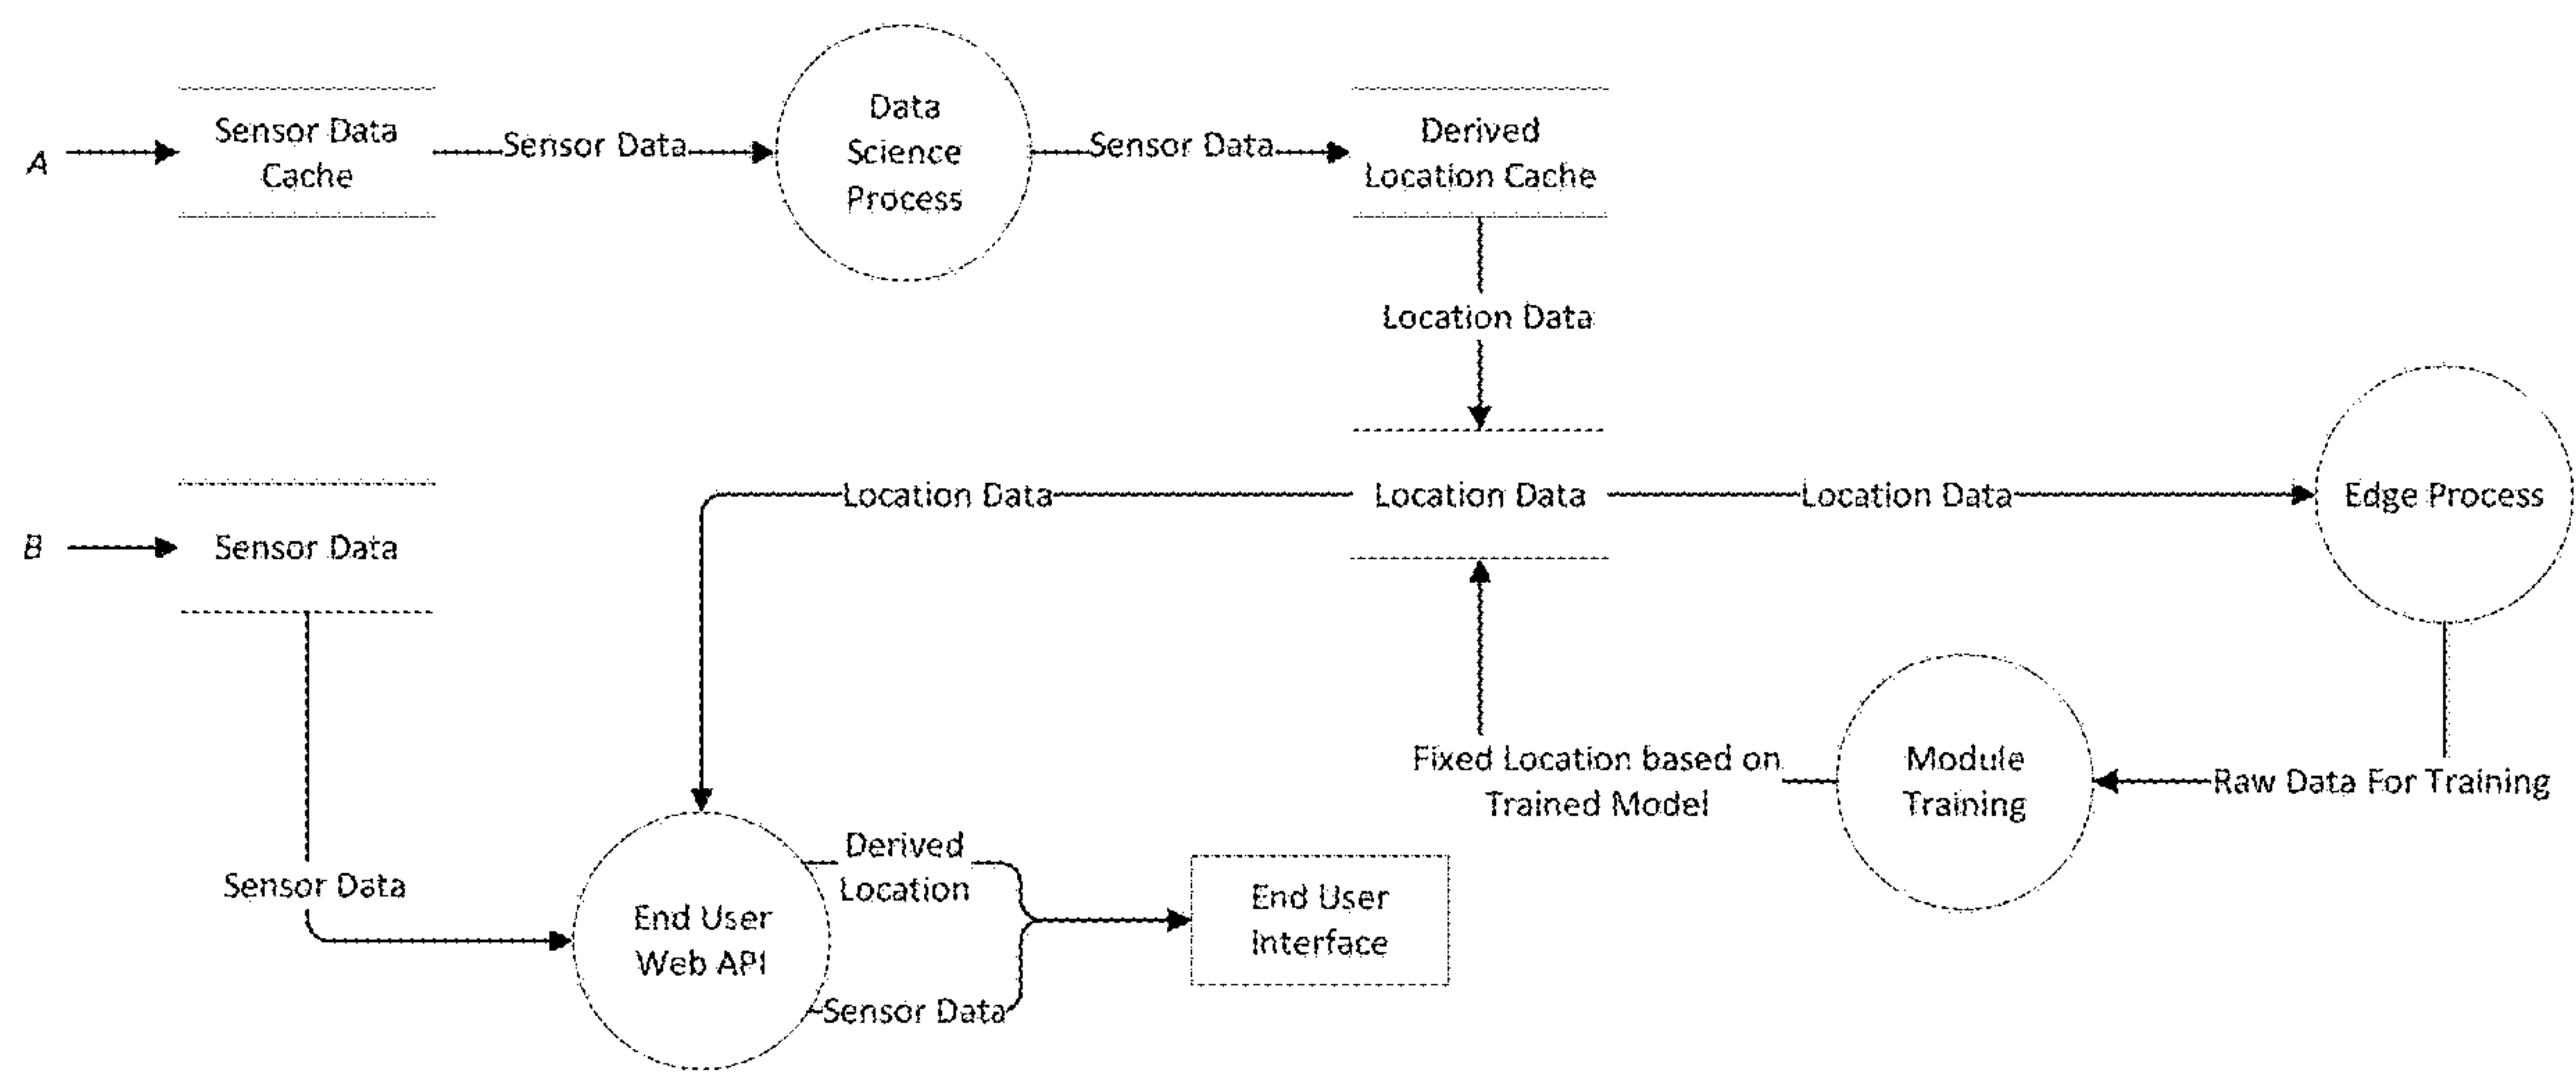 A
Sensor Data
Cache
Sensor Data
Data
Science
Process
Sensor Data
Derived
Location Cache
Location Data
B
Sensor Data
Location Data
Location Data
Location Data
Edge Process
Sensor Data
End User
Web API
Derived
Location
Sensor Data
End User
Interface
Fixed Location based on
Trained Model
Module
Training
Raw Data For Training